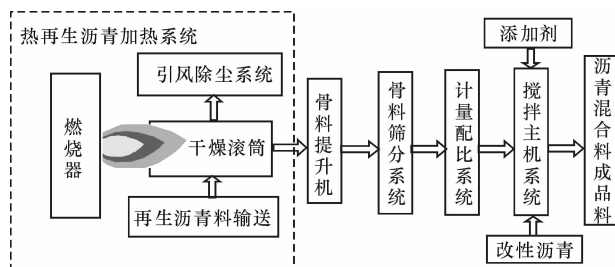 热再生沥青加热系统
引风除尘系统
燃烧器
干燥滚筒
再生沥青料输送
骨料提升机
骨料筛分系统
计量配比系统
添加剂
搅拌主机系统
改性沥青
沥青混合料成品料